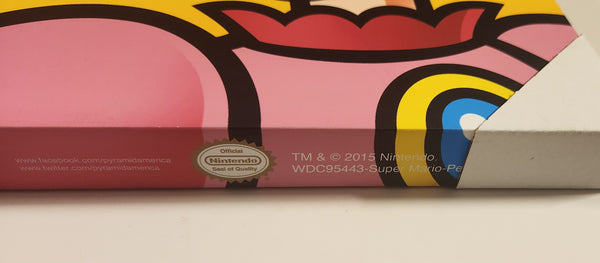 www.facebook.com/pyramidamerica
www.twitter.com/pyramidamerica
Official
Nintendo
Seal of Quality
TM & © 2015 Nintendo.
WDC95443-Super Mario-Pe